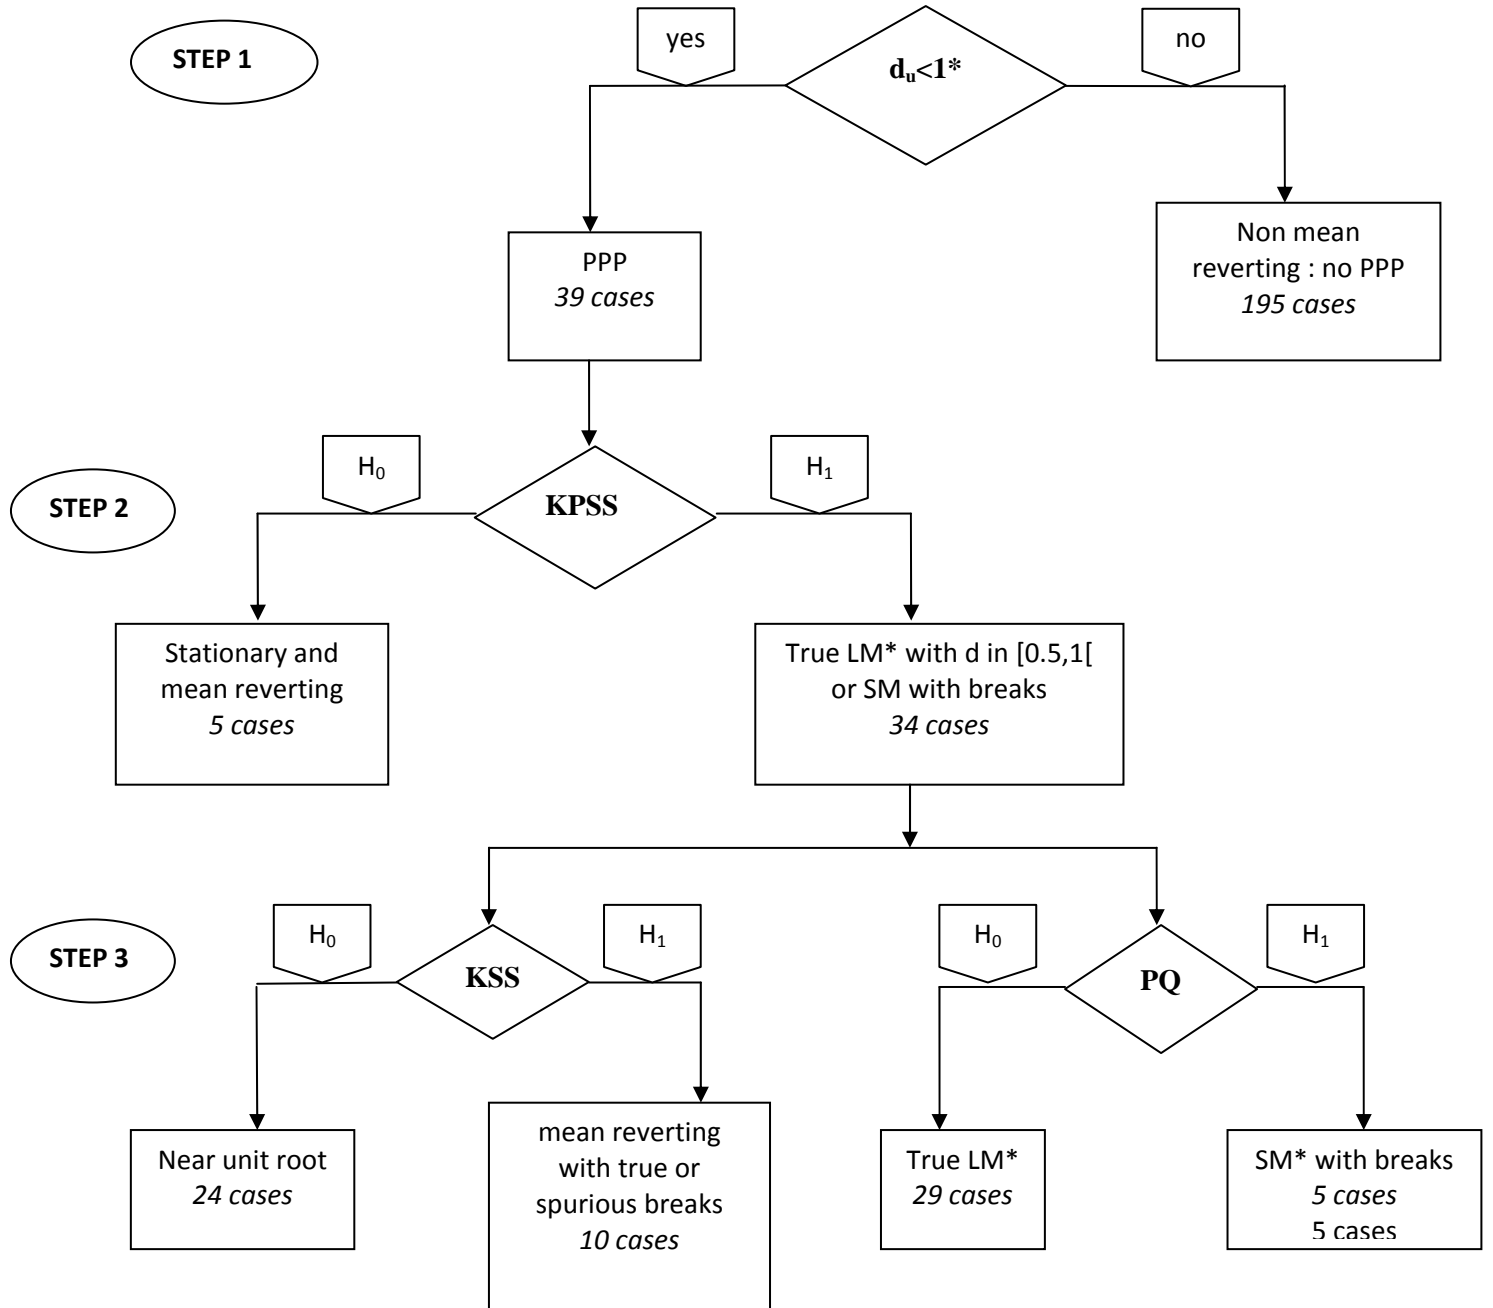 STEP 1
yes
d_u<1*
no
PPP
39 cases
Non mean
reverting : no PPP
195 cases
STEP 2
H₀
KPSS
H₁
Stationary and
mean reverting
5 cases
True LM* with d in [0.5,1[
or SM with breaks
34 cases
STEP 3
H₀
KSS
H₁
H₀
PQ
H₁
Near unit root
24 cases
mean reverting
with true or
spurious breaks
10 cases
True LM*
29 cases
SM* with breaks
5 cases
5 cases